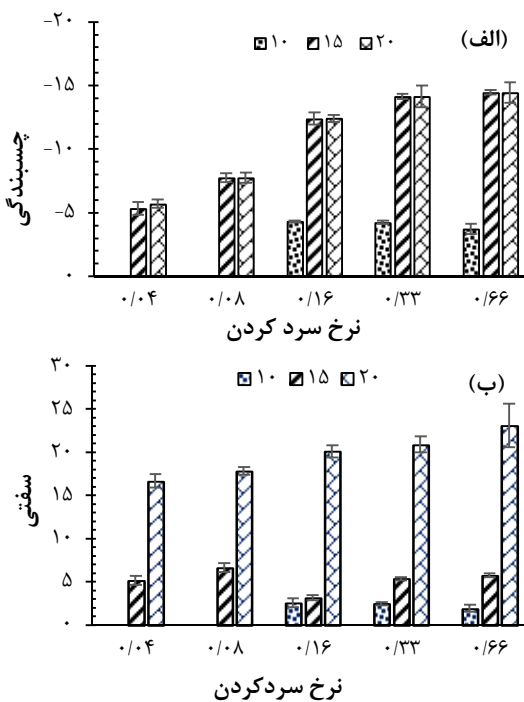 (الف)
۱۰ ۱۵ ۲۰
-۲۰
-۱۵
-۱۰
-۵
۰
چسبندگی
۰/۰۴ ۰/۰۸ ۰/۱۶ ۰/۳۳ ۰/۶۶
نرخ سرد کردن
(ب)
۱۰ ۱۵ ۲۰
۳۰
۲۵
۲۰
۱۵
۱۰
۵
۰
سفتی
۰/۰۴ ۰/۰۸ ۰/۱۶ ۰/۳۳ ۰/۶۶
نرخ سردکردن